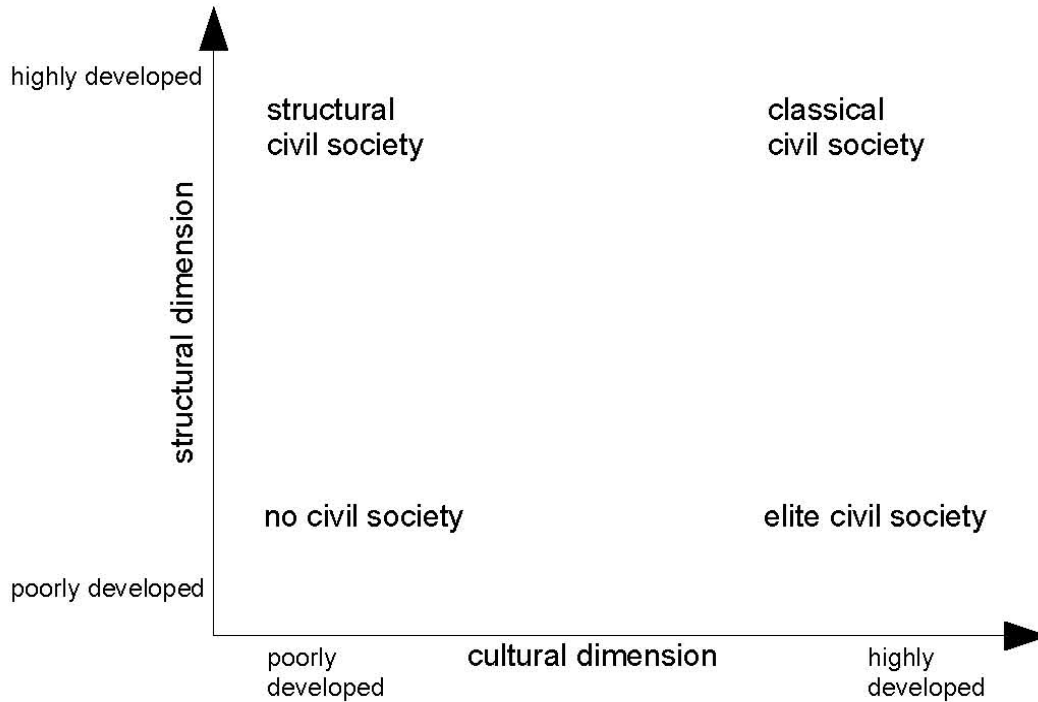 highly developed
structural
civil society
classical
civil society
structural dimension
no civil society
elite civil society
poorly developed
poorly
developed
cultural dimension
highly
developed